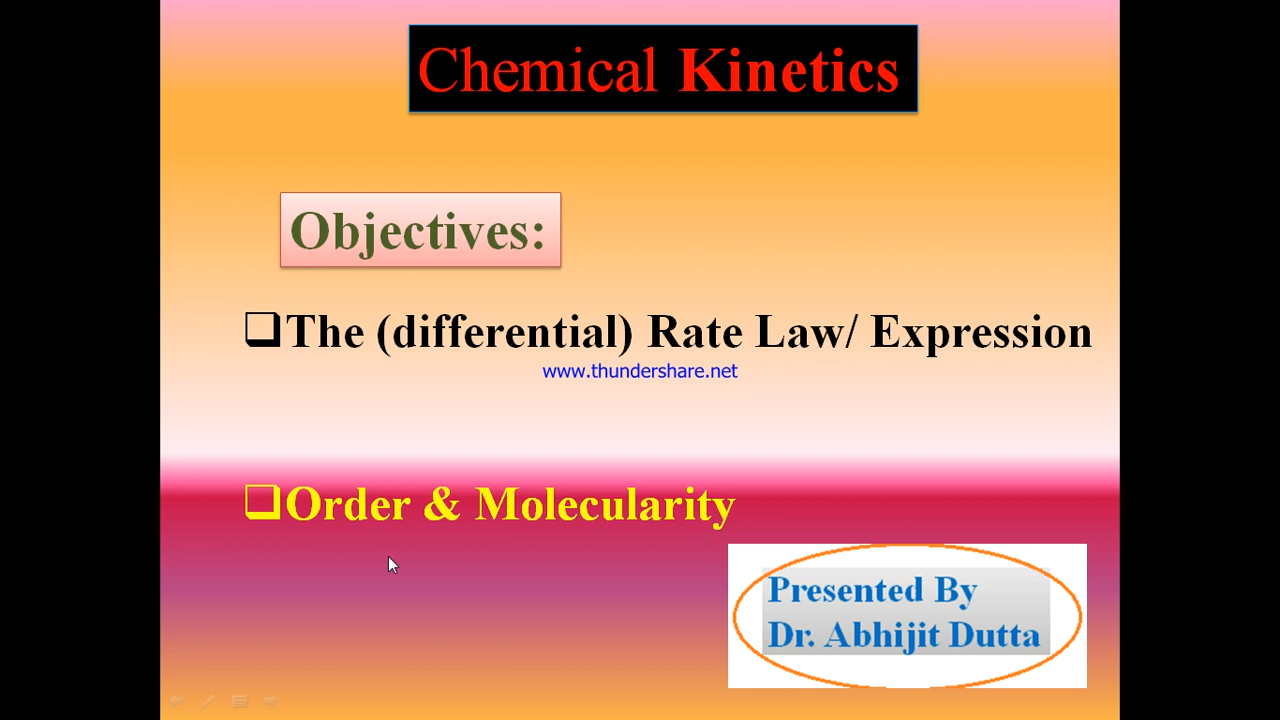 Chemical Kinetics
Objectives:
❑The (differential) Rate Law/ Expression
www.thundershare.net
❑Order & Molecularity
Presented By
Dr. Abhijit Dutta